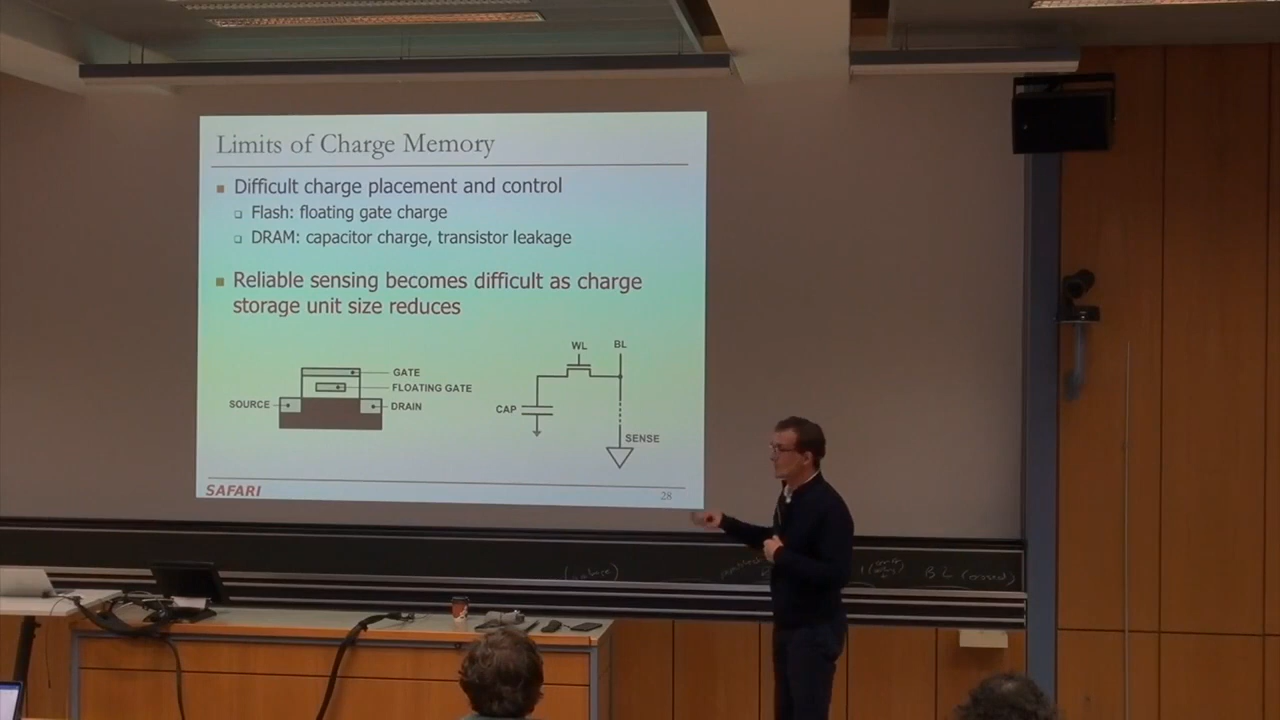 Limits of Charge Memory
Difficult charge placement and control
Flash: floating gate charge
DRAM: capacitor charge, transistor leakage
Reliable sensing becomes difficult as charge
storage unit size reduces
GATE
FLOATING GATE
SOURCE
DRAIN
WL
BL
CAP
SENSE
SAFARI
28